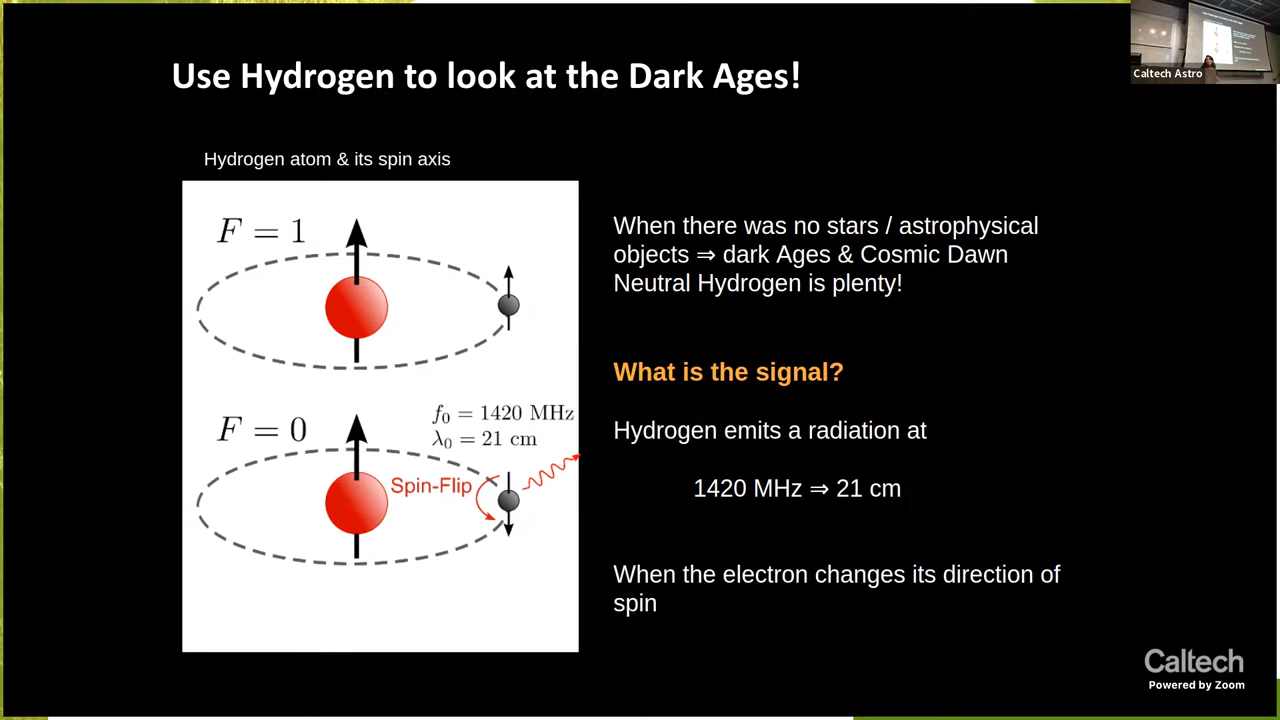 Use Hydrogen to look at the Dark Ages!
Caltech Astro
Hydrogen atom & its spin axis
F = 1
F = 0
f₀ = 1420 MHz
λ₀ = 21 cm
Spin-Flip
When there was no stars / astrophysical
objects ⇒ dark Ages & Cosmic Dawn
Neutral Hydrogen is plenty!
What is the signal?
Hydrogen emits a radiation at
1420 MHz ⇒ 21 cm
When the electron changes its direction of
spin
Caltech
Powered by Zoom